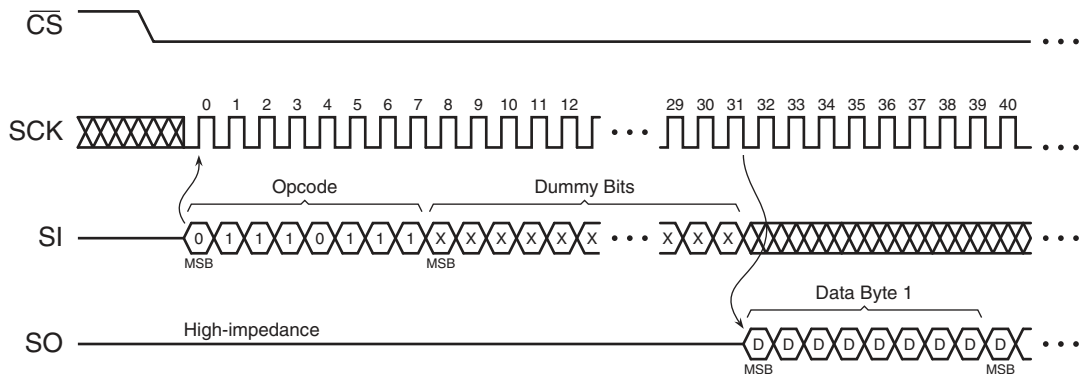 CS
0 1 2 3 4 5 6 7 8 9 10 11 12 29 30 31 32 33 34 35 36 37 38 39 40
SCK
Opcode Dummy Bits
SI 0 1 1 1 0 1 1 1 X X X X X X X X X
MSB MSB
Data Byte 1
High-impedance
SO D D D D D D D D D
MSB MSB